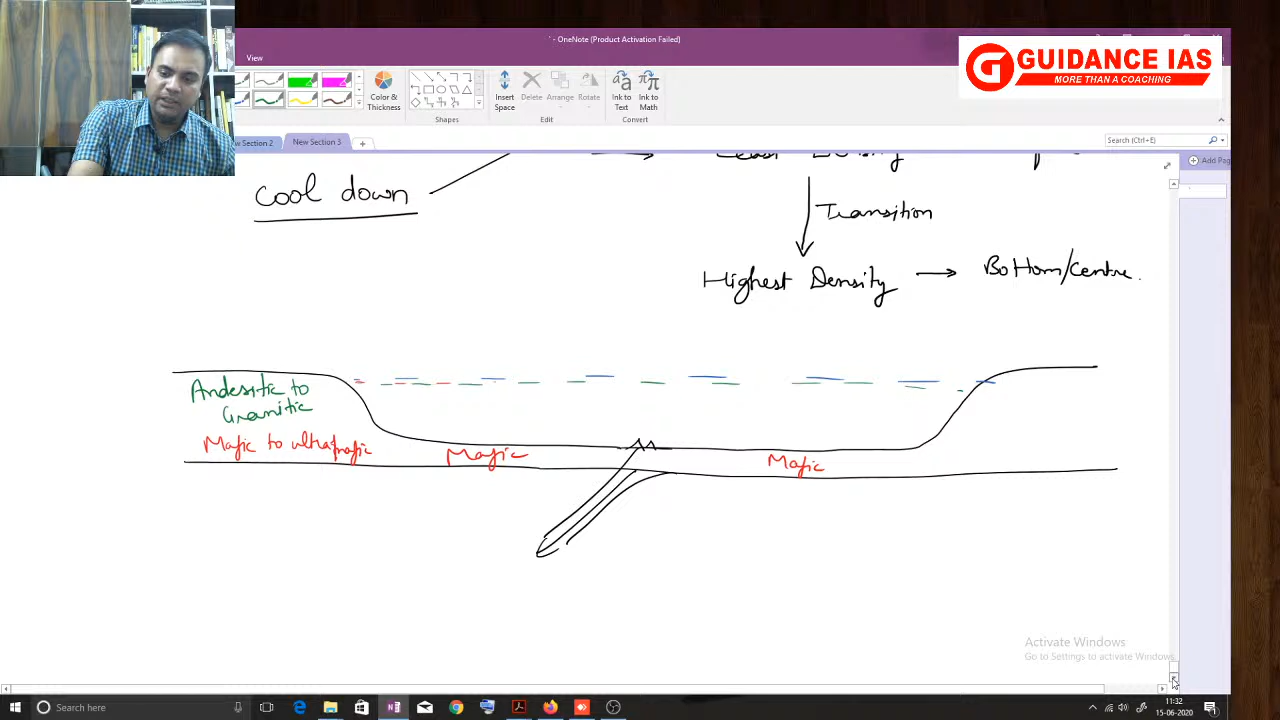 ' - OneNote (Product Activation Failed)
GUIDANCE IAS
MORE THAN A COACHING
View
Color & Thickness
Insert Space
Delete
Arrange
Rotate
Ink to Text
Ink to Math
Shapes
Edit
Convert
w Section 2
New Section 3
Search (Ctrl+E)
Add Pag
Least Density
Cool down
Transition
Highest Density → Bottom/Centre.
Andesitic to
Granitic
Mafic to ultramafic
Mafic
Mafic
Activate Windows
Go to Settings to activate Windows.
Search here
11:32
15-06-2020